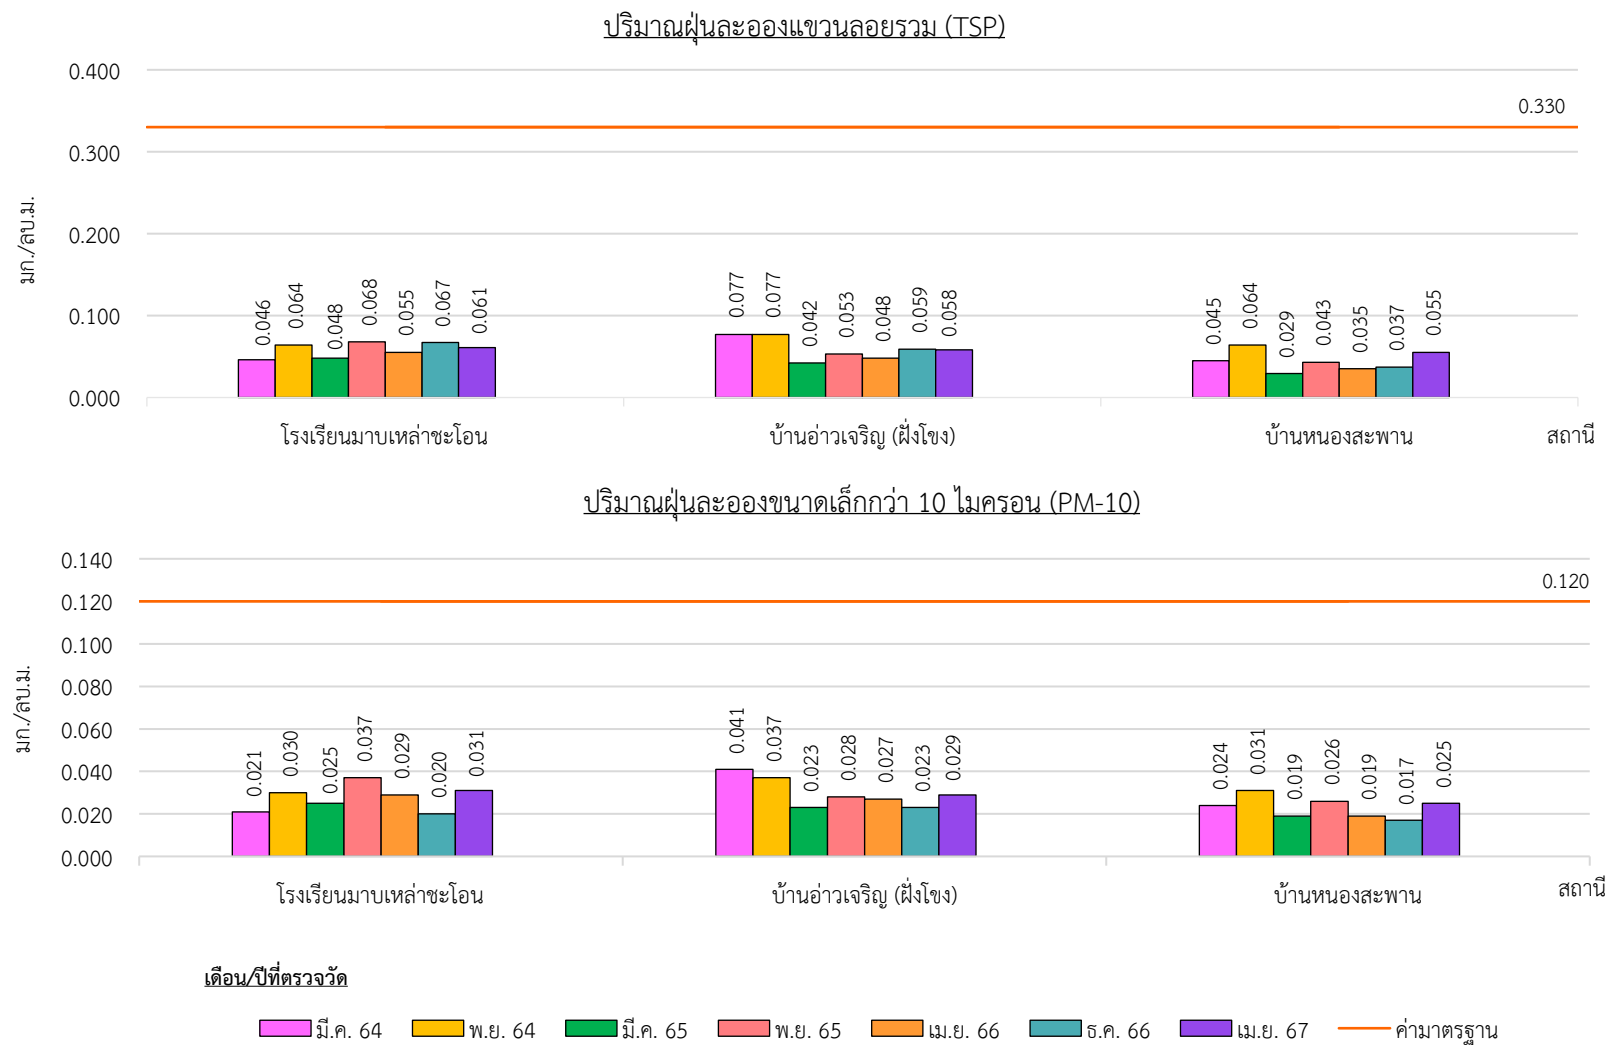 ปริมาณฝุ่นละอองแขวนลอยรวม (TSP)
0.400
0.330
0.300
มก./ลบ.ม.
0.200
0.100
0.000
0.046 0.064 0.048 0.068 0.055 0.067 0.061
0.077 0.077 0.042 0.053 0.048 0.059 0.058
0.045 0.064 0.029 0.043 0.035 0.037 0.055
โรงเรียนมาบเหล่าชะโอน บ้านอ่าวเจริญ (ฝั่งโขง) บ้านหนองสะพาน สถานี
ปริมาณฝุ่นละอองขนาดเล็กกว่า 10 ไมครอน (PM-10)
0.140
0.120
0.120
0.100
0.080
มก./ลบ.ม.
0.060
0.040
0.020
0.000
0.021 0.030 0.025 0.037 0.029 0.020 0.031
0.041 0.037 0.023 0.028 0.027 0.023 0.029
0.024 0.031 0.019 0.026 0.019 0.017 0.025
โรงเรียนมาบเหล่าชะโอน บ้านอ่าวเจริญ (ฝั่งโขง) บ้านหนองสะพาน สถานี
เดือน/ปีที่ตรวจวัด
มี.ค. 64 พ.ย. 64 มี.ค. 65 พ.ย. 65 เม.ย. 66 ธ.ค. 66 เม.ย. 67 ค่ามาตรฐาน